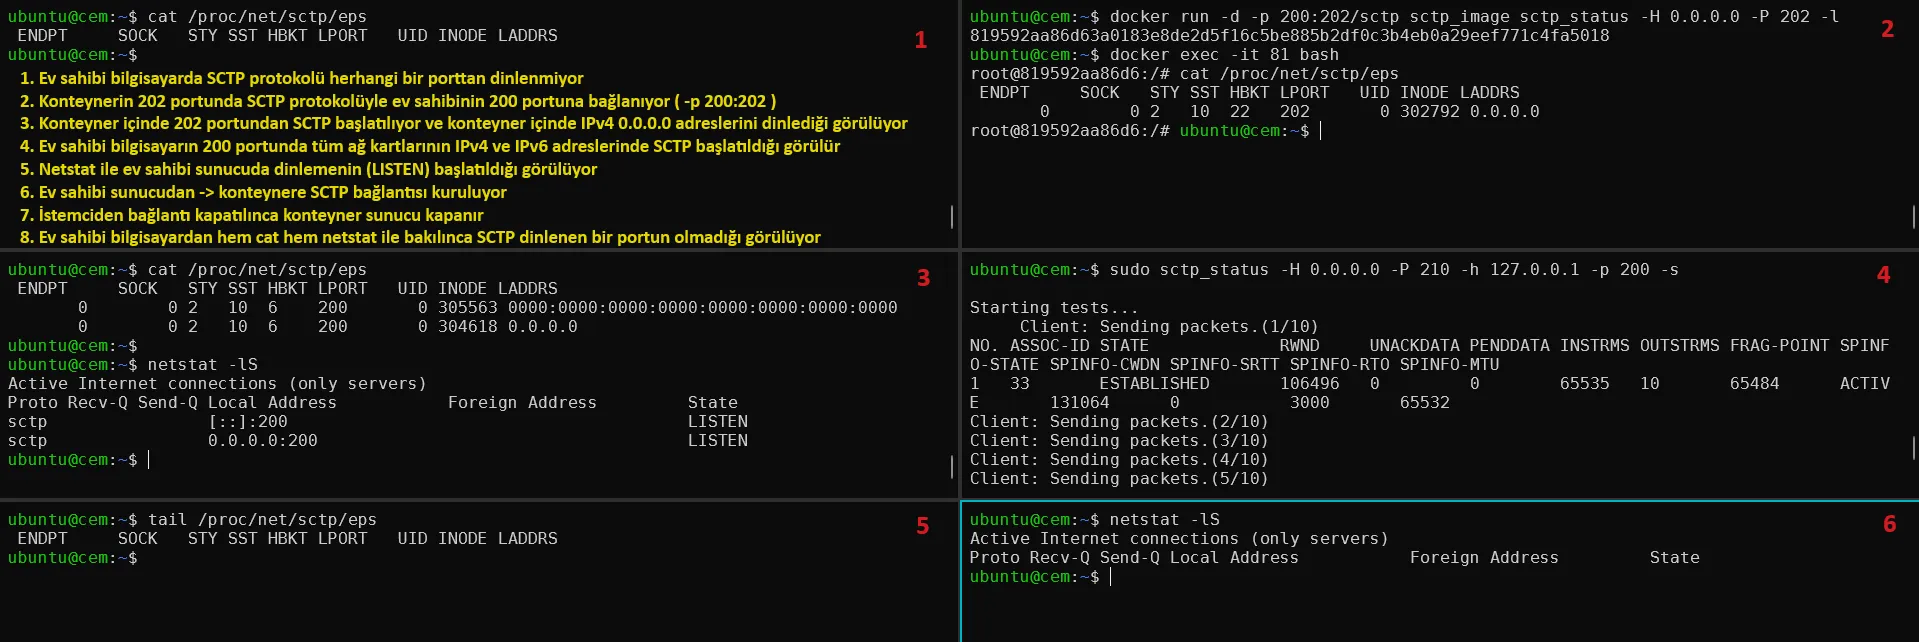 ubuntu@cem:~$ cat /proc/net/sctp/eps
ENDPT     SOCK   STY SST HBKT LPORT   UID INODE LADDRS
ubuntu@cem:~$
1
1. Ev sahibi bilgisayarda SCTP protokolü herhangi bir porttan dinlenmiyor
2. Konteynerin 202 portunda SCTP protokolüyle ev sahibinin 200 portuna bağlanıyor ( -p 200:202 )
3. Konteyner içinde 202 portundan SCTP başlatılıyor ve konteyner içinde IPv4 0.0.0.0 adreslerini dinlediği görülüyor
4. Ev sahibi bilgisayarın 200 portunda tüm ağ kartlarının IPv4 ve IPv6 adreslerinde SCTP başlatıldığı görülür
5. Netstat ile ev sahibi sunucuda dinlemenin (LISTEN) başlatıldığı görülüyor
6. Ev sahibi sunucudan -> konteynere SCTP bağlantısı kuruluyor
7. İstemciden bağlantı kapatılınca konteyner sunucu kapanır
8. Ev sahibi bilgisayardan hem cat hem netstat ile bakılınca SCTP dinlenen bir portun olmadığı görülüyor
ubuntu@cem:~$ docker run -d -p 200:202/sctp sctp_image sctp_status -H 0.0.0.0 -P 202 -l
819592aa86d63a0183e8de2d5f16c5be885b2df0c3b4eb0a29eef771c4fa5018
ubuntu@cem:~$ docker exec -it 81 bash
root@819592aa86d6:/# cat /proc/net/sctp/eps
ENDPT     SOCK   STY SST HBKT LPORT   UID INODE LADDRS
0        0 2   10  22   202       0 302792 0.0.0.0
root@819592aa86d6:/# ubuntu@cem:~$
2
ubuntu@cem:~$ cat /proc/net/sctp/eps
ENDPT     SOCK   STY SST HBKT LPORT   UID INODE LADDRS
0        0 2   10  6    200       0 305563 0000:0000:0000:0000:0000:0000:0000:0000
0        0 2   10  6    200       0 304618 0.0.0.0
ubuntu@cem:~$
ubuntu@cem:~$ netstat -lS
Active Internet connections (only servers)
Proto Recv-Q Send-Q Local Address           Foreign Address         State
sctp                [::]:200                                        LISTEN
sctp                0.0.0.0:200                                     LISTEN
ubuntu@cem:~$
3
ubuntu@cem:~$ sudo sctp_status -H 0.0.0.0 -P 210 -h 127.0.0.1 -p 200 -s
Starting tests...
Client: Sending packets.(1/10)
NO. ASSOC-ID STATE             RWND     UNACKDATA PENDDATA INSTRMS OUTSTRMS FRAG-POINT SPINF
O-STATE SPINFO-CWDN SPINFO-SRTT SPINFO-RTO SPINFO-MTU
1   33       ESTABLISHED       106496   0         0        65535   10       65484      ACTIV
E       131064      0           3000       65532
Client: Sending packets.(2/10)
Client: Sending packets.(3/10)
Client: Sending packets.(4/10)
Client: Sending packets.(5/10)
4
ubuntu@cem:~$ tail /proc/net/sctp/eps
ENDPT     SOCK   STY SST HBKT LPORT   UID INODE LADDRS
ubuntu@cem:~$
5
ubuntu@cem:~$ netstat -lS
Active Internet connections (only servers)
Proto Recv-Q Send-Q Local Address           Foreign Address         State
ubuntu@cem:~$
6